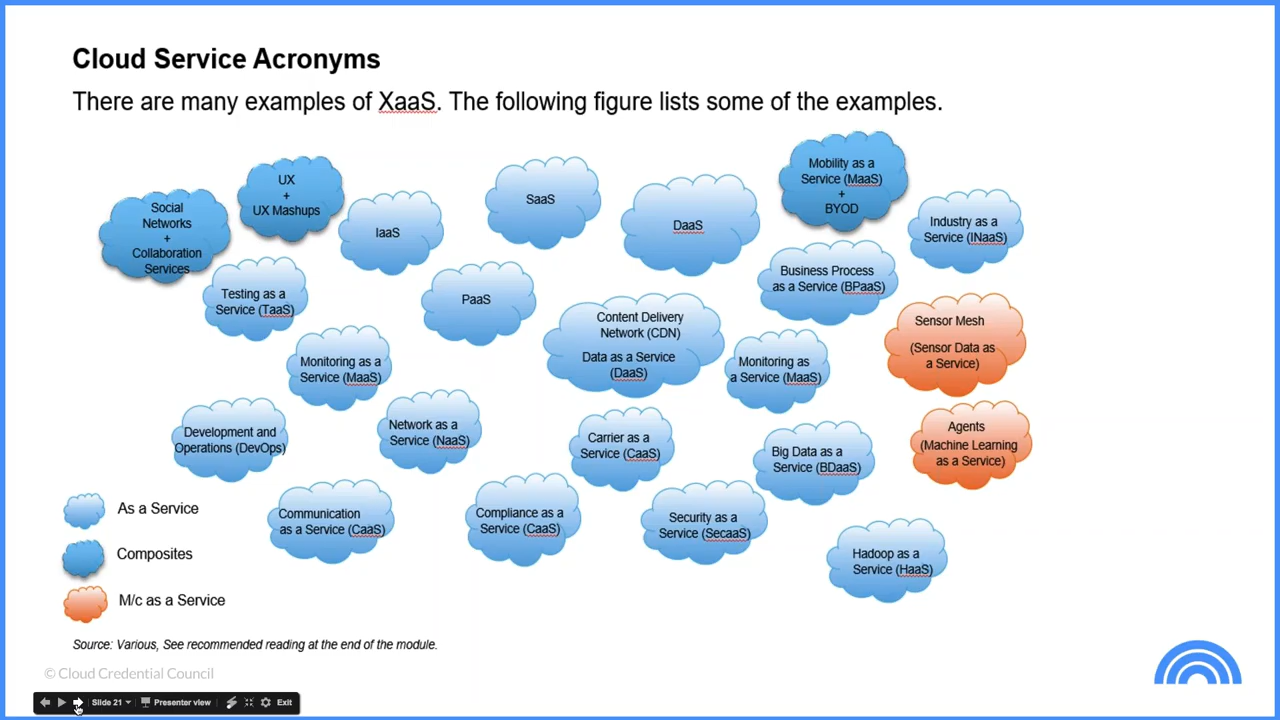 Cloud Service Acronyms
There are many examples of XaaS. The following figure lists some of the examples.
Social
Networks
+
Collaboration
Services
UX
+
UX Mashups
IaaS
SaaS
DaaS
Mobility as a
Service (MaaS)
+
BYOD
Industry as a
Service (INaaS)
Testing as a
Service (TaaS)
PaaS
Business Process
as a Service (BPaaS)
Content Delivery
Network (CDN)
Data as a Service
(DaaS)
Sensor Mesh
(Sensor Data as
a Service)
Monitoring as a
Service (MaaS)
Monitoring as
a Service (MaaS)
Development and
Operations (DevOps)
Network as a
Service (NaaS)
Carrier as a
Service (CaaS)
Big Data as a
Service (BDaaS)
Agents
(Machine Learning
as a Service)
Communication
as a Service (CaaS)
Compliance as a
Service (CaaS)
Security as a
Service (SecaaS)
Hadoop as a
Service (HaaS)
As a Service
Composites
M/c as a Service
Source: Various, See recommended reading at the end of the module.
© Cloud Credential Council
Slide 21
Presenter view
Exit